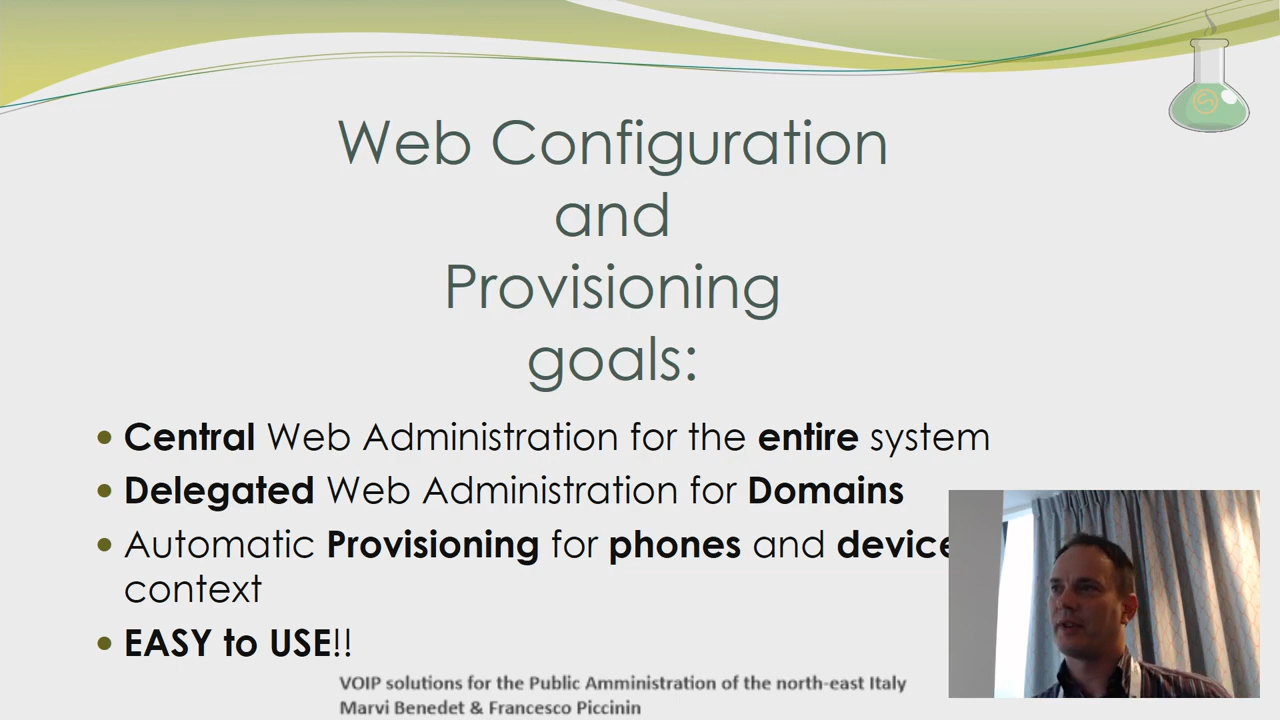 Web Configuration
and
Provisioning
goals:
• Central Web Administration for the entire system
• Delegated Web Administration for Domains
• Automatic Provisioning for phones and device
context
• EASY to USE!!
VOIP solutions for the Public Amministration of the north-east Italy
Marvi Benedet & Francesco Piccinin